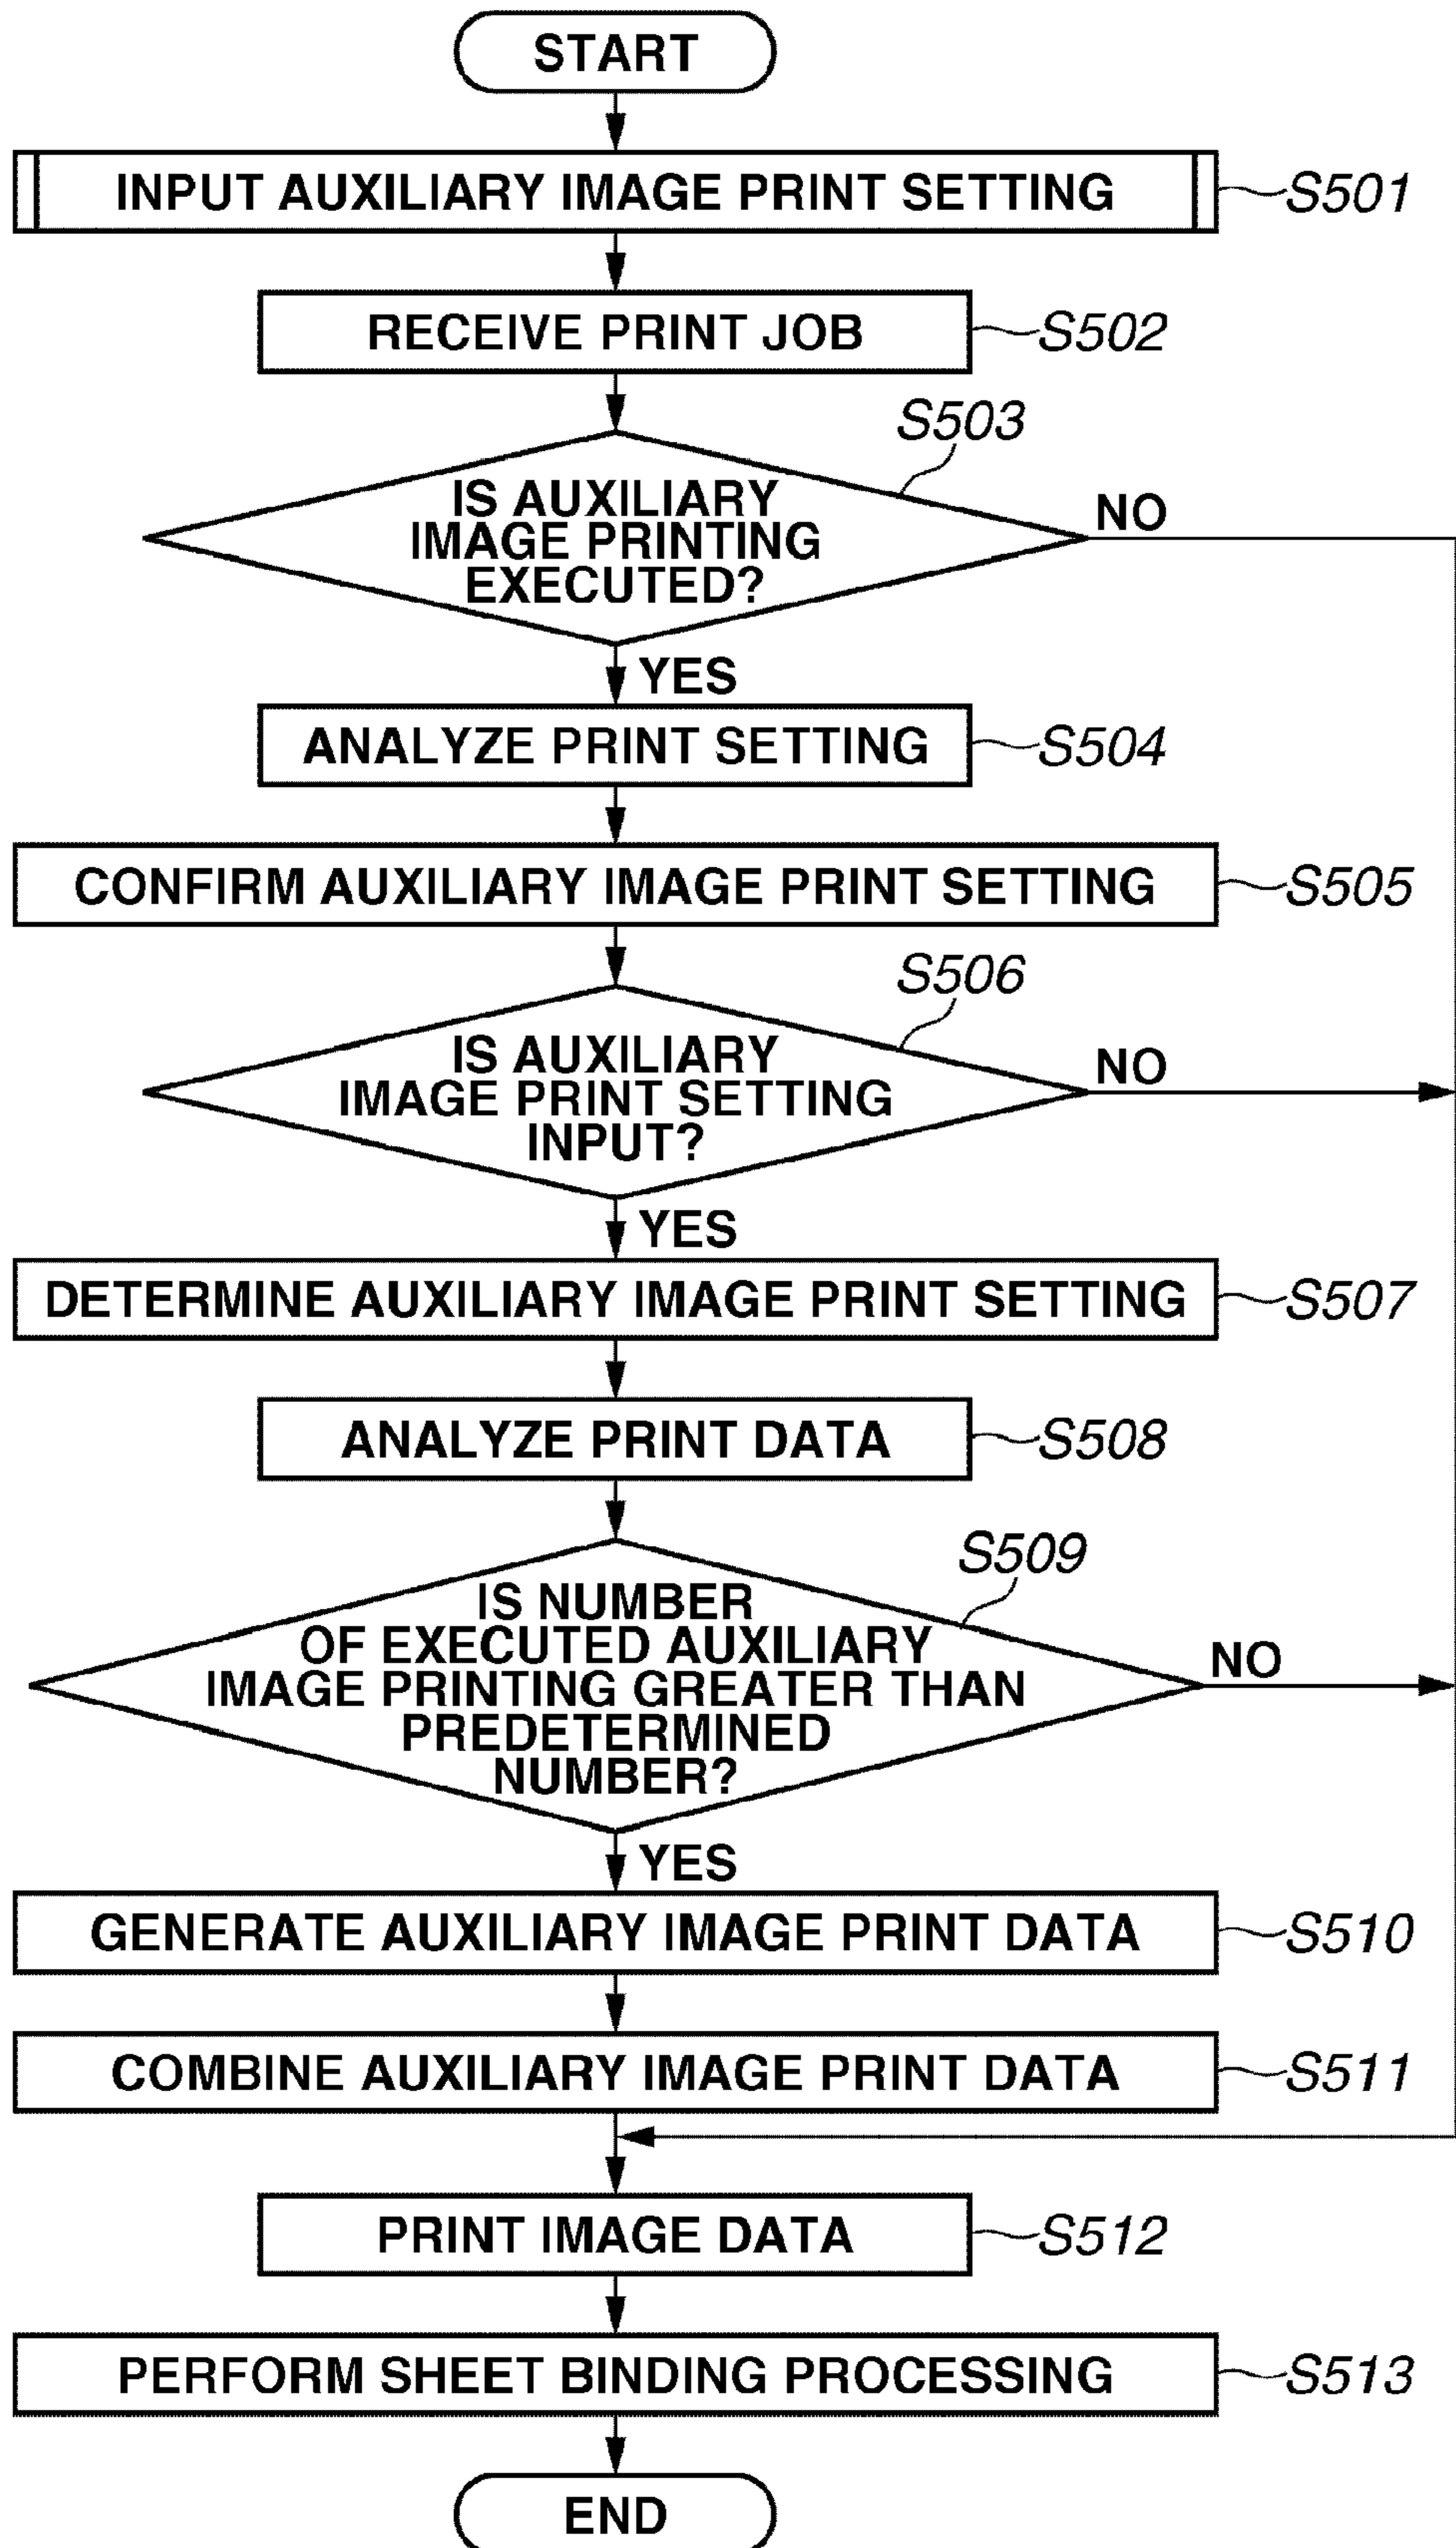 START
INPUT AUXILIARY IMAGE PRINT SETTING
S501
RECEIVE PRINT JOB
S502
S503
IS AUXILIARY
IMAGE PRINTING
EXECUTED?
NO
YES
ANALYZE PRINT SETTING
S504
CONFIRM AUXILIARY IMAGE PRINT SETTING
S505
S506
IS AUXILIARY
IMAGE PRINT SETTING
INPUT?
NO
YES
DETERMINE AUXILIARY IMAGE PRINT SETTING
S507
ANALYZE PRINT DATA
S508
S509
IS NUMBER
OF EXECUTED AUXILIARY
IMAGE PRINTING GREATER THAN
PREDETERMINED
NUMBER?
NO
YES
GENERATE AUXILIARY IMAGE PRINT DATA
S510
COMBINE AUXILIARY IMAGE PRINT DATA
S511
PRINT IMAGE DATA
S512
PERFORM SHEET BINDING PROCESSING
S513
END